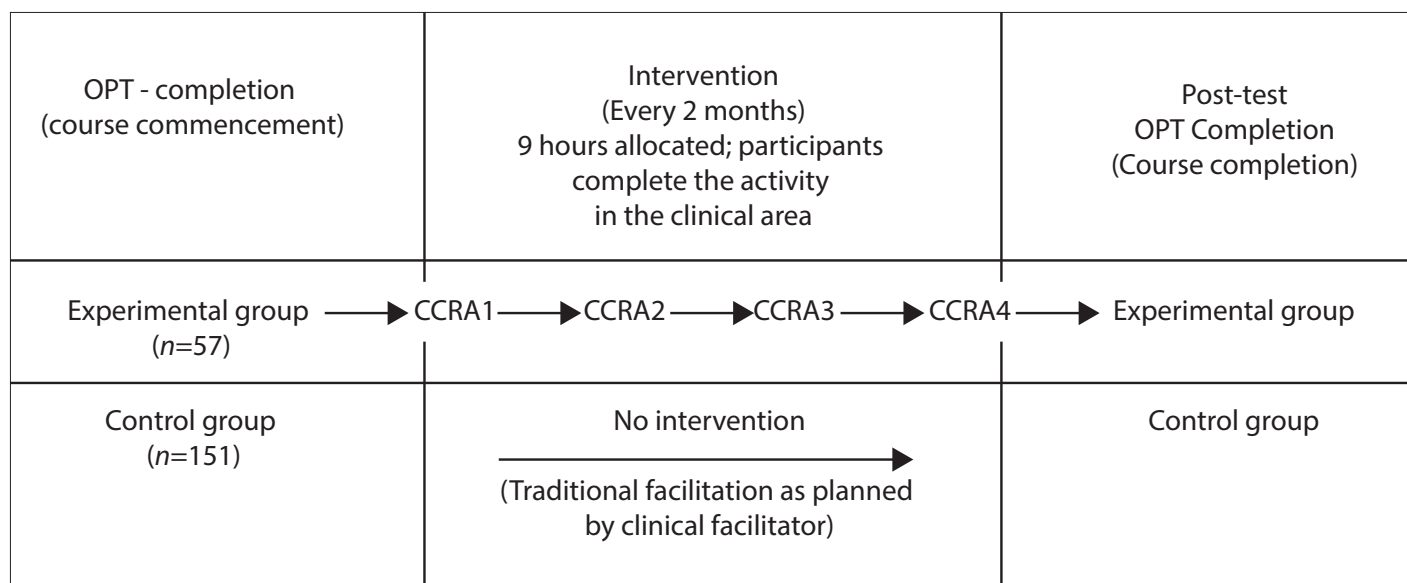 OPT - completion
(course commencement)
Intervention
(Every 2 months)
9 hours allocated; participants
complete the activity
in the clinical area
Post-test
OPT Completion
(Course completion)
Experimental group
(n=57)
CCRA1
CCRA2
CCRA3
CCRA4
Experimental group
Control group
(n=151)
No intervention
(Traditional facilitation as planned
by clinical facilitator)
Control group